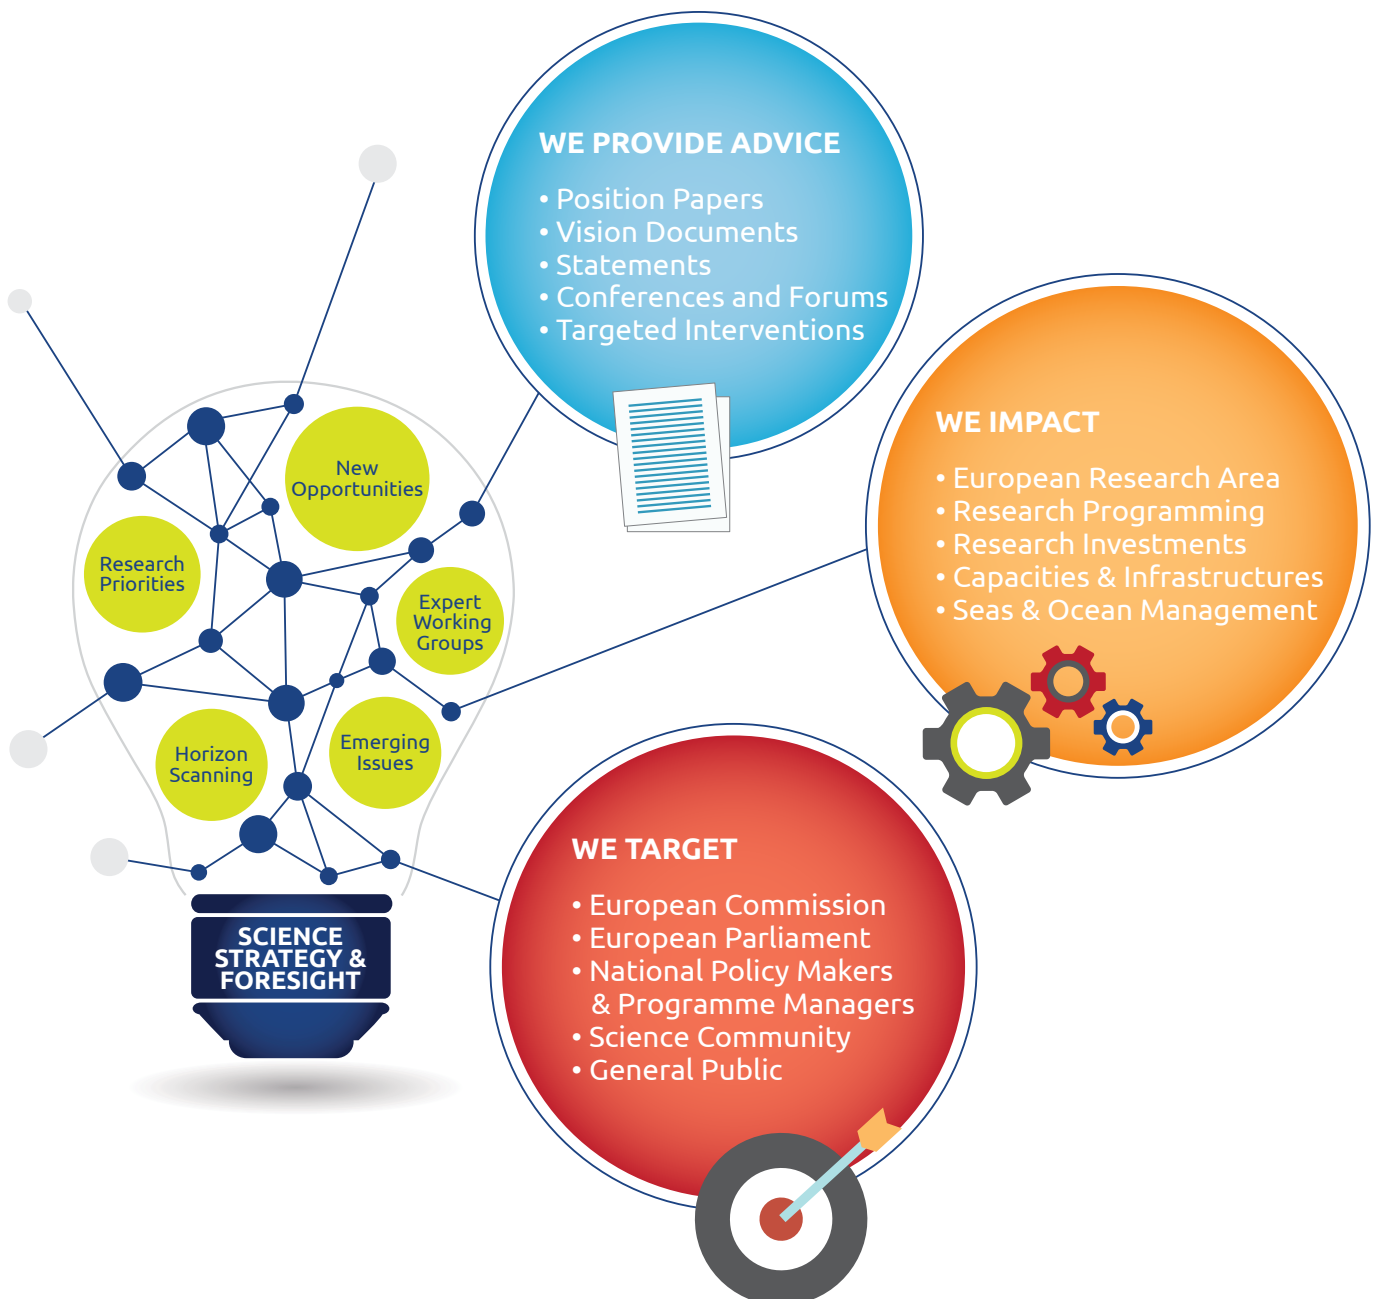 WE PROVIDE ADVICE
• Position Papers
• Vision Documents
• Statements
• Conferences and Forums
• Targeted Interventions
WE IMPACT
• European Research Area
• Research Programming
• Research Investments
• Capacities & Infrastructures
• Seas & Ocean Management
New
Opportunities
Research
Priorities
Expert
Working
Groups
Horizon
Scanning
Emerging
Issues
SCIENCE
STRATEGY &
FORESIGHT
WE TARGET
• European Commission
• European Parliament
• National Policy Makers
& Programme Managers
• Science Community
• General Public